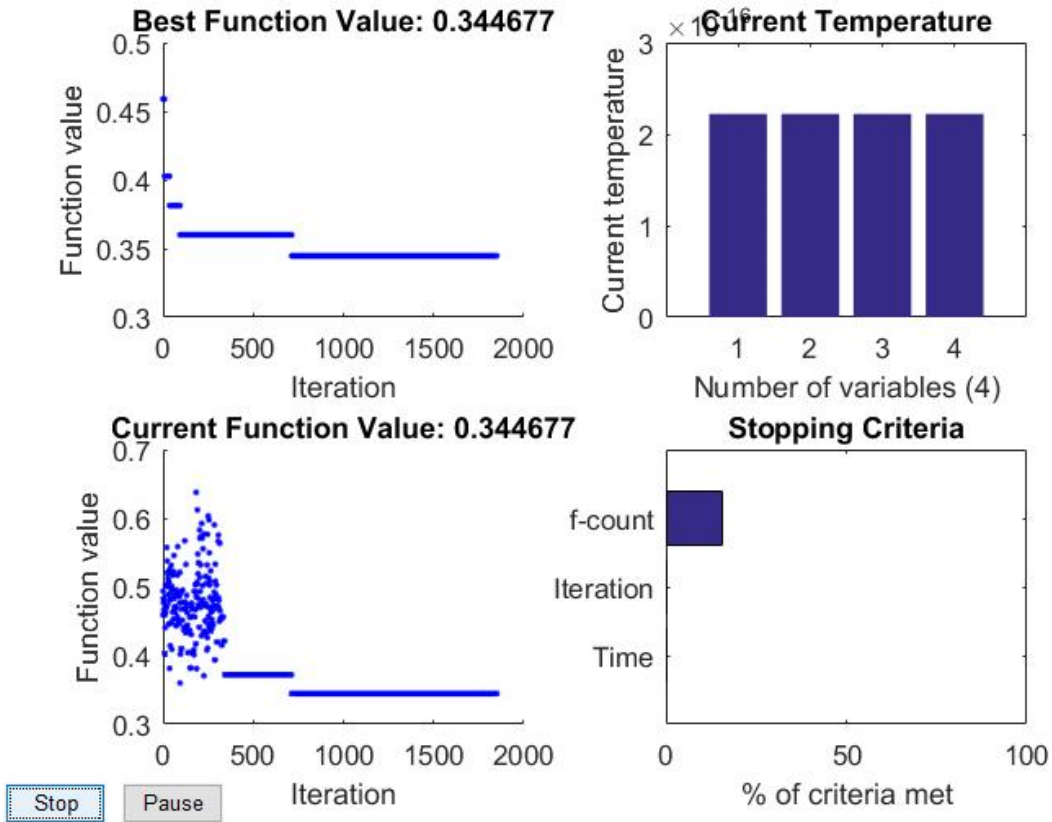 Best Function Value: 0.344677
0.5
0.45
0.4
0.35
0.3
Function value
0 500 1000 1500 2000
Iteration
× 10-16
Current Temperature
3
2
1
0
Current temperature
1 2 3 4
Number of variables (4)
Current Function Value: 0.344677
0.7
0.6
0.5
0.4
0.3
Function value
0 500 1000 1500 2000
Iteration
Stopping Criteria
f-count
Iteration
Time
0 50 100
% of criteria met
Stop Pause